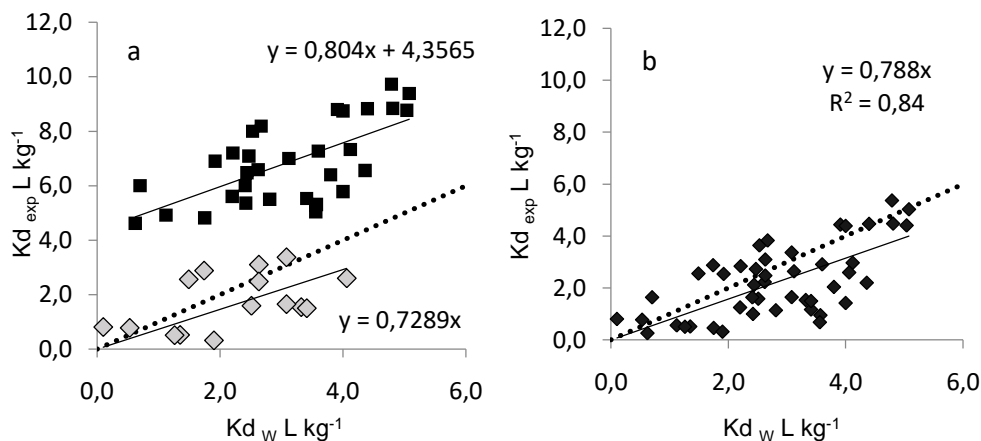 12,0
10,0
8,0
6,0
4,0
2,0
0,0
Kd exp L kg-1
a
y = 0,804x + 4,3565
y = 0,7289x
0,0 2,0 4,0 6,0
Kd W L kg-1
12,0
10,0
8,0
6,0
4,0
2,0
0,0
Kd exp L kg-1
b
y = 0,788x
R2 = 0,84
0,0 2,0 4,0 6,0
Kd W L kg-1